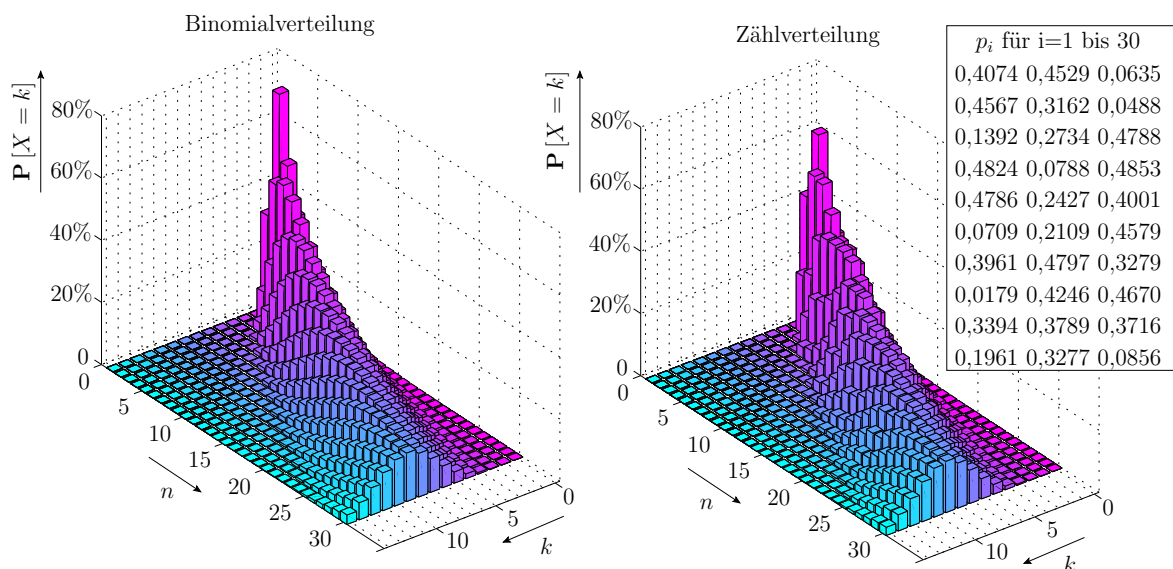 Binomialverteilung
P [X = k]
80%
60%
40%
20%
0
0
5
10
15
20
25
30
n
10
5
0
k
Zählverteilung
P [X = k]
80%
60%
40%
20%
0
0
5
10
15
20
25
30
n
10
5
0
k
p_i für i=1 bis 30
0,4074 0,4529 0,0635
0,4567 0,3162 0,0488
0,1392 0,2734 0,4788
0,4824 0,0788 0,4853
0,4786 0,2427 0,4001
0,0709 0,2109 0,4579
0,3961 0,4797 0,3279
0,0179 0,4246 0,4670
0,3394 0,3789 0,3716
0,1961 0,3277 0,0856